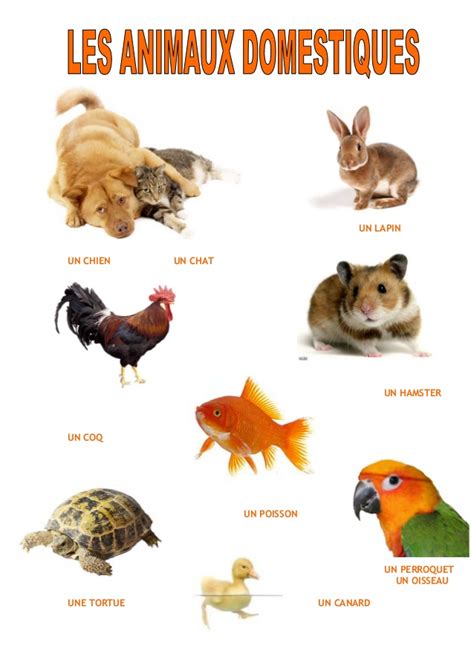 LES ANIMAUX DOMESTIQUES
UN LAPIN
UN CHIEN UN CHAT
UN HAMSTER
UN COQ
UN POISSON
UN PERROQUET
UN OISSEAU
UNE TORTUE UN CANARD